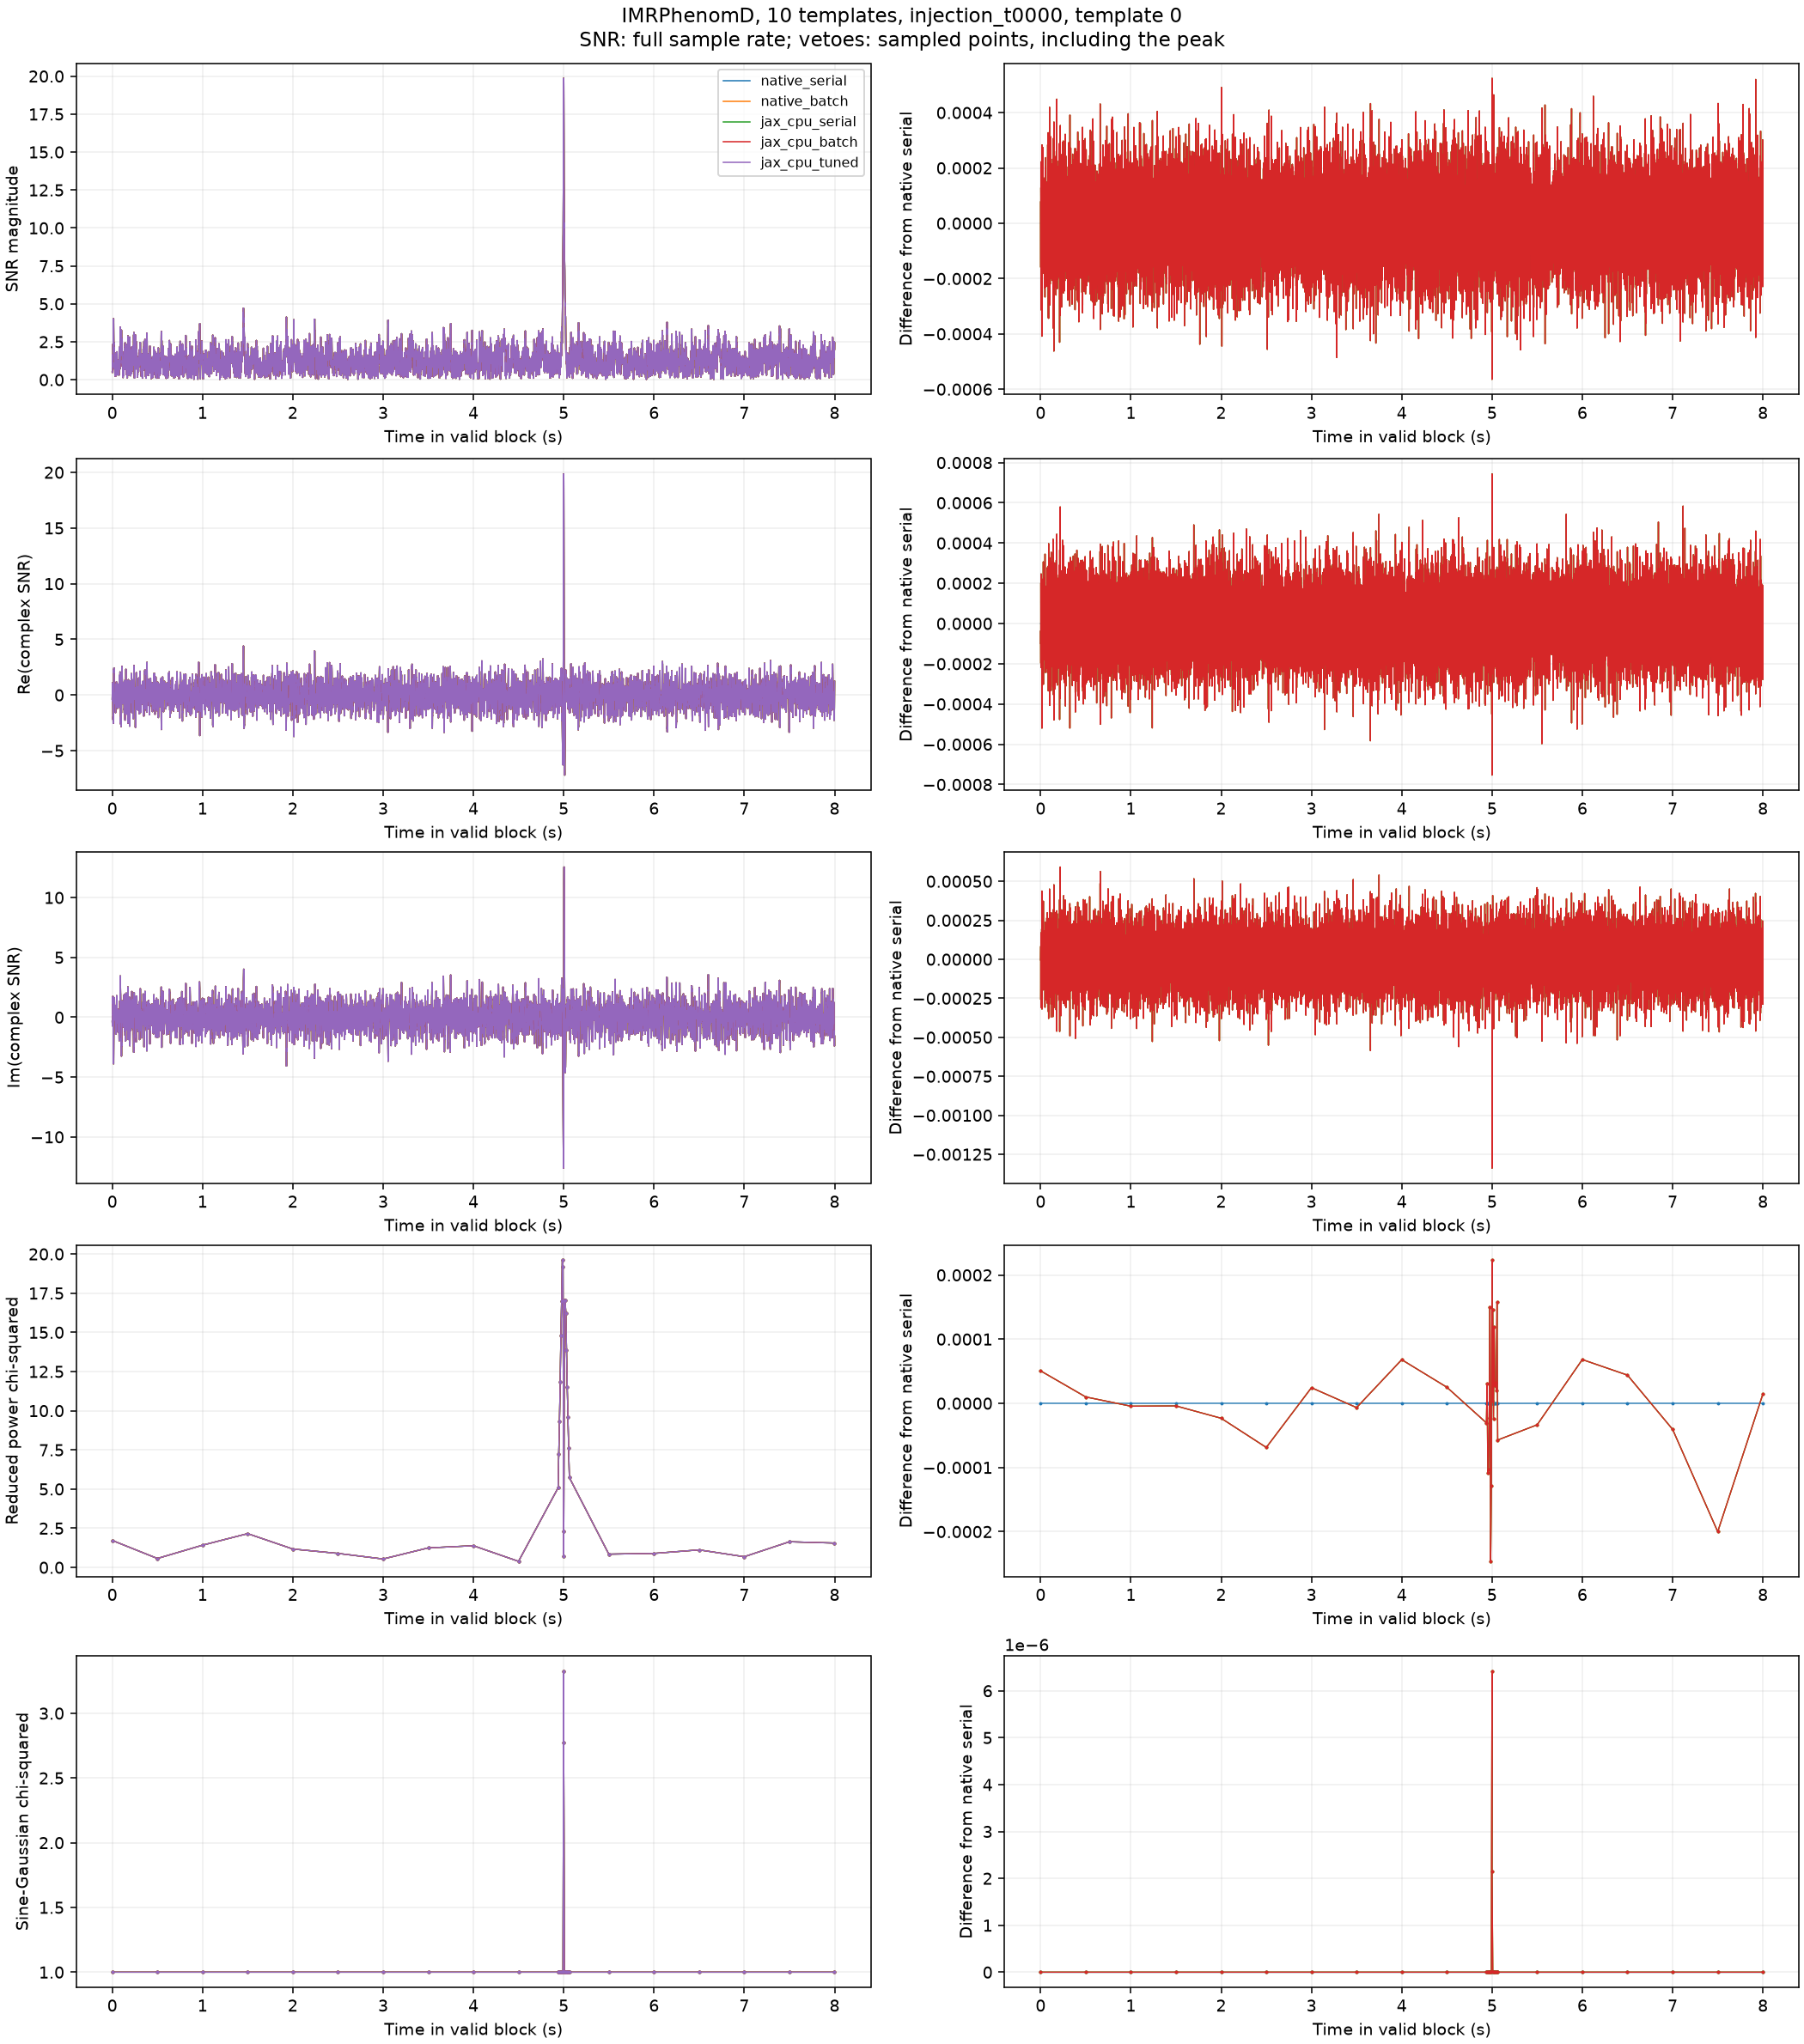 IMRPhenomD, 10 templates, injection_t0000, template 0
SNR: full sample rate; vetoes: sampled points, including the peak
SNR magnitude
20.0
17.5
15.0
12.5
10.0
7.5
5.0
2.5
0.0
native_serial
native_batch
jax_cpu_serial
jax_cpu_batch
jax_cpu_tuned
0 1 2 3 4 5 6 7 8
Time in valid block (s)
Difference from native serial
0.0004
0.0002
0.0000
−0.0002
−0.0004
−0.0006
0 1 2 3 4 5 6 7 8
Time in valid block (s)
Re(complex SNR)
20
15
10
5
0
−5
0 1 2 3 4 5 6 7 8
Time in valid block (s)
Difference from native serial
0.0008
0.0006
0.0004
0.0002
0.0000
−0.0002
−0.0004
−0.0006
−0.0008
0 1 2 3 4 5 6 7 8
Time in valid block (s)
Im(complex SNR)
10
5
0
−5
−10
0 1 2 3 4 5 6 7 8
Time in valid block (s)
Difference from native serial
0.00050
0.00025
0.00000
−0.00025
−0.00050
−0.00075
−0.00100
−0.00125
0 1 2 3 4 5 6 7 8
Time in valid block (s)
Reduced power chi-squared
20.0
17.5
15.0
12.5
10.0
7.5
5.0
2.5
0.0
0 1 2 3 4 5 6 7 8
Time in valid block (s)
Difference from native serial
0.0002
0.0001
0.0000
−0.0001
−0.0002
0 1 2 3 4 5 6 7 8
Time in valid block (s)
Sine-Gaussian chi-squared
3.0
2.5
2.0
1.5
1.0
0 1 2 3 4 5 6 7 8
Time in valid block (s)
Difference from native serial
1e−6
6
5
4
3
2
1
0
0 1 2 3 4 5 6 7 8
Time in valid block (s)